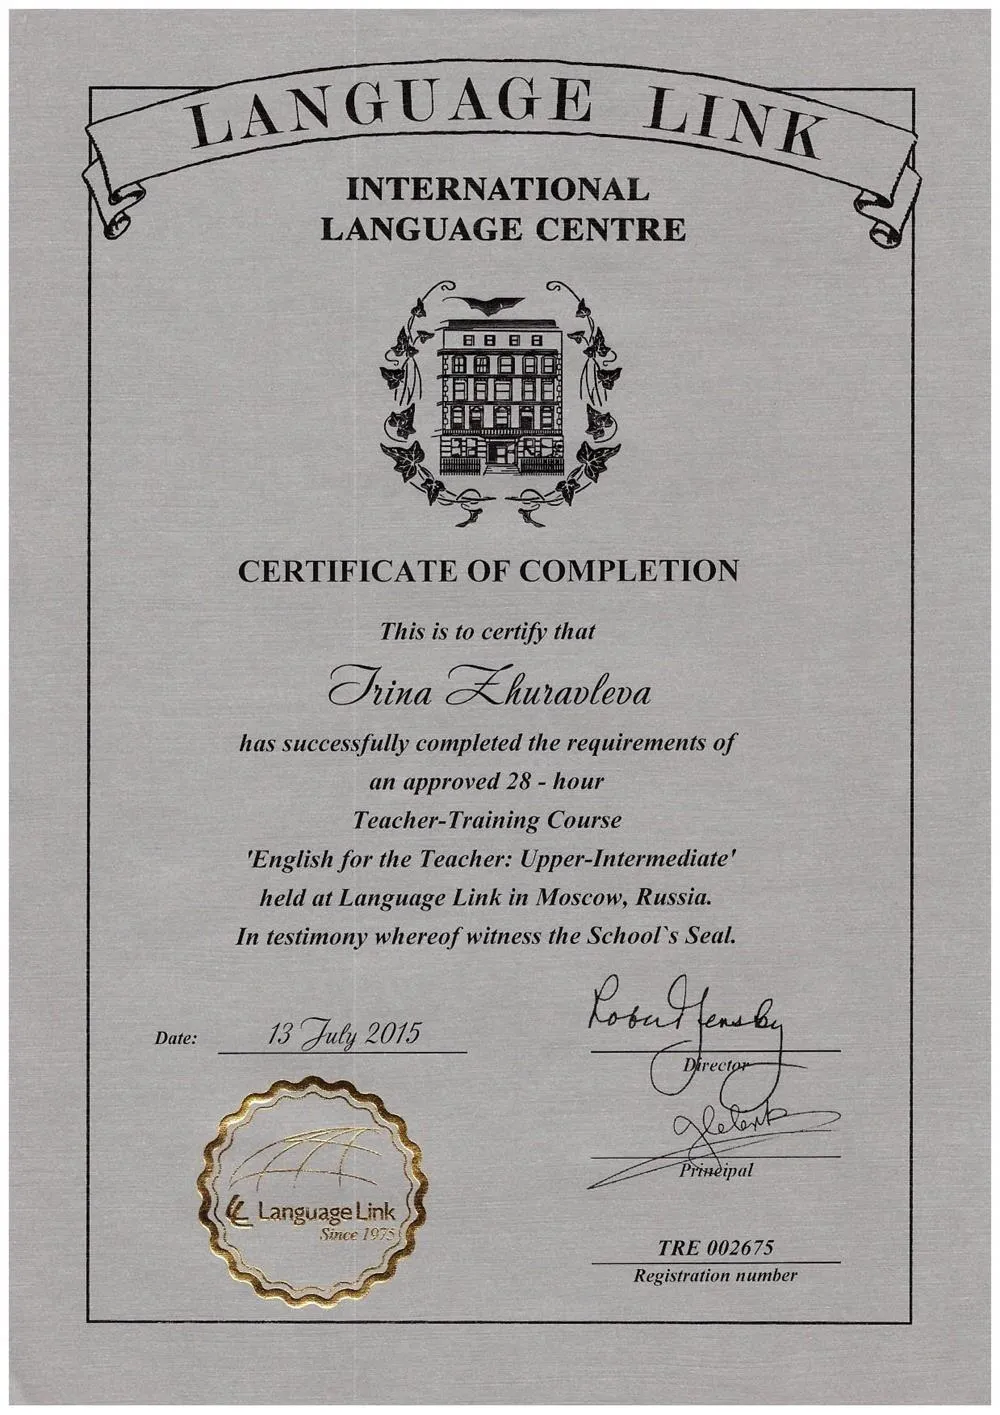 LANGUAGE LINK
INTERNATIONAL
LANGUAGE CENTRE
CERTIFICATE OF COMPLETION
This is to certify that
Irina Zhuravleva
has successfully completed the requirements of
an approved 28 - hour
Teacher-Training Course
'English for the Teacher: Upper-Intermediate'
held at Language Link in Moscow, Russia.
In testimony whereof witness the School`s Seal.
Date: 13 July 2015
Director
Principal
Language Link
Since 1975
TRE 002675
Registration number